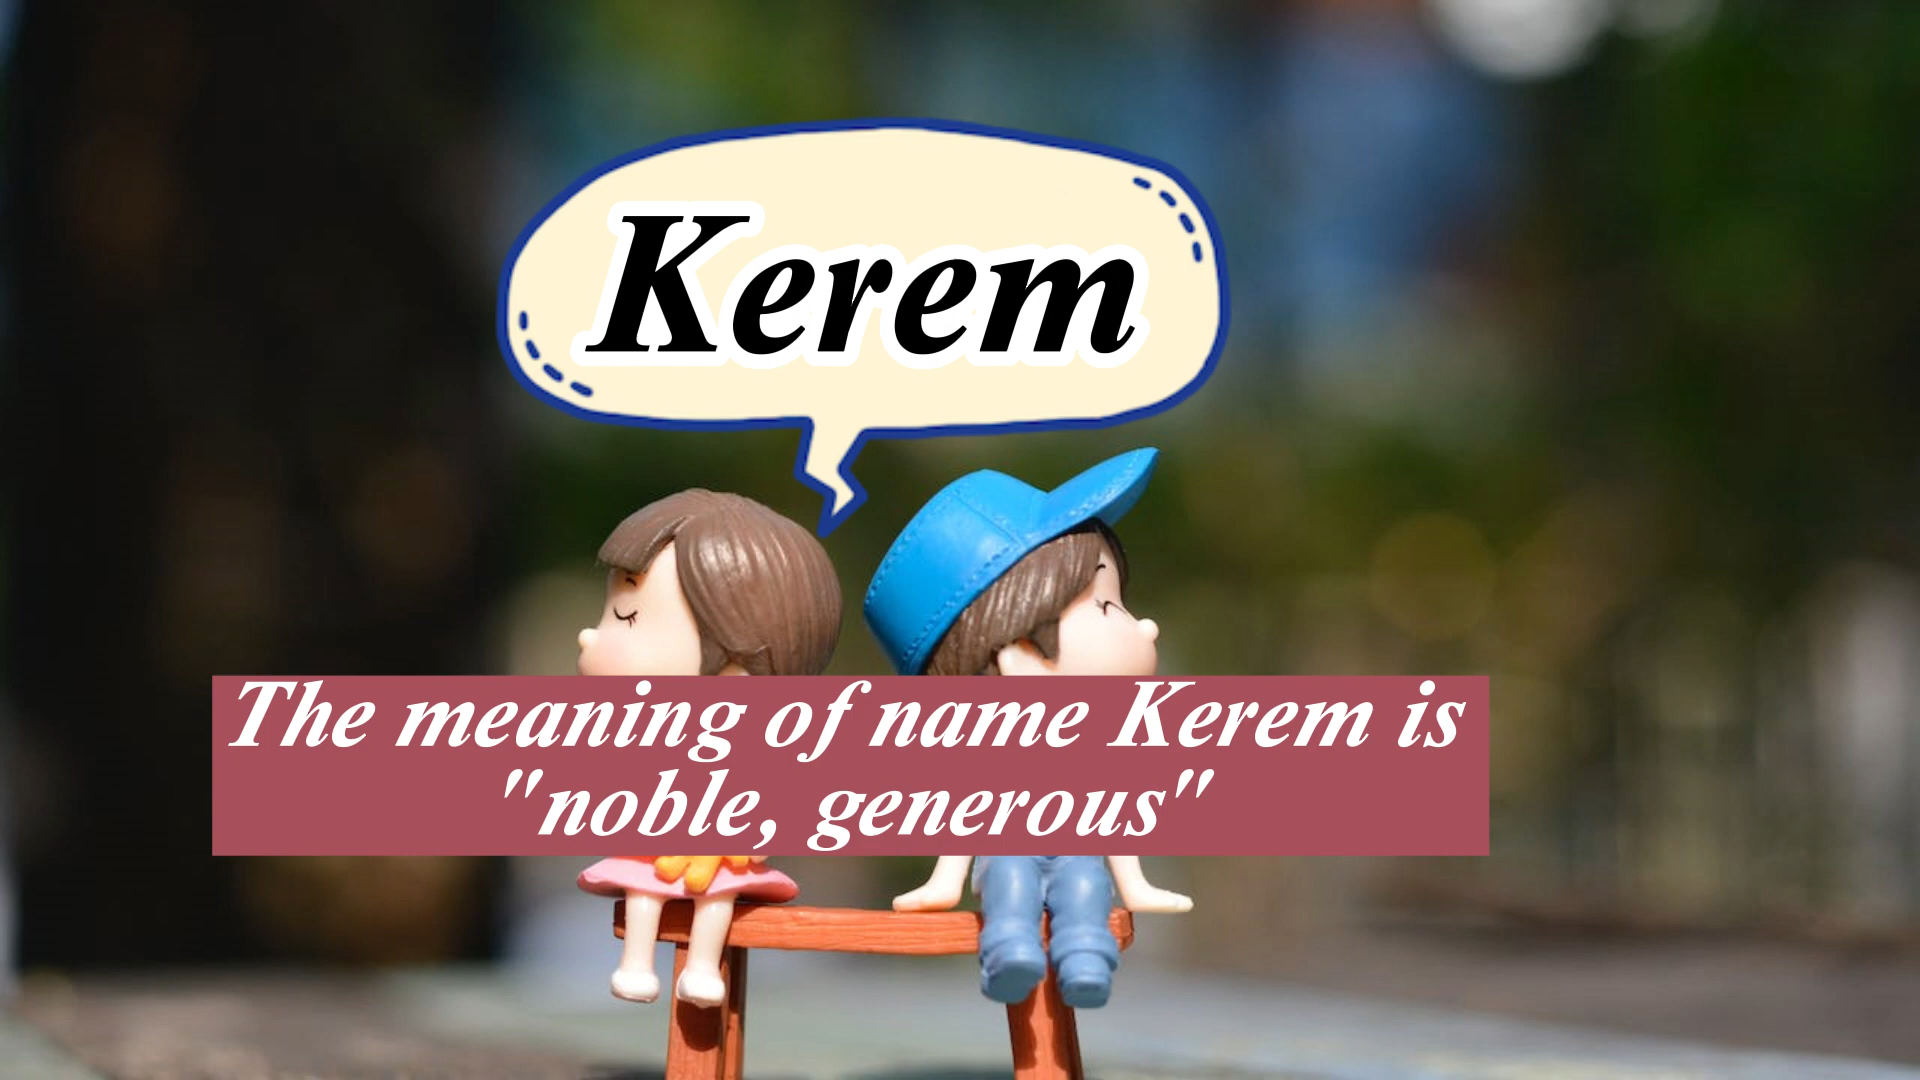 Kerem
The meaning of name Kerem is
"noble, generous"